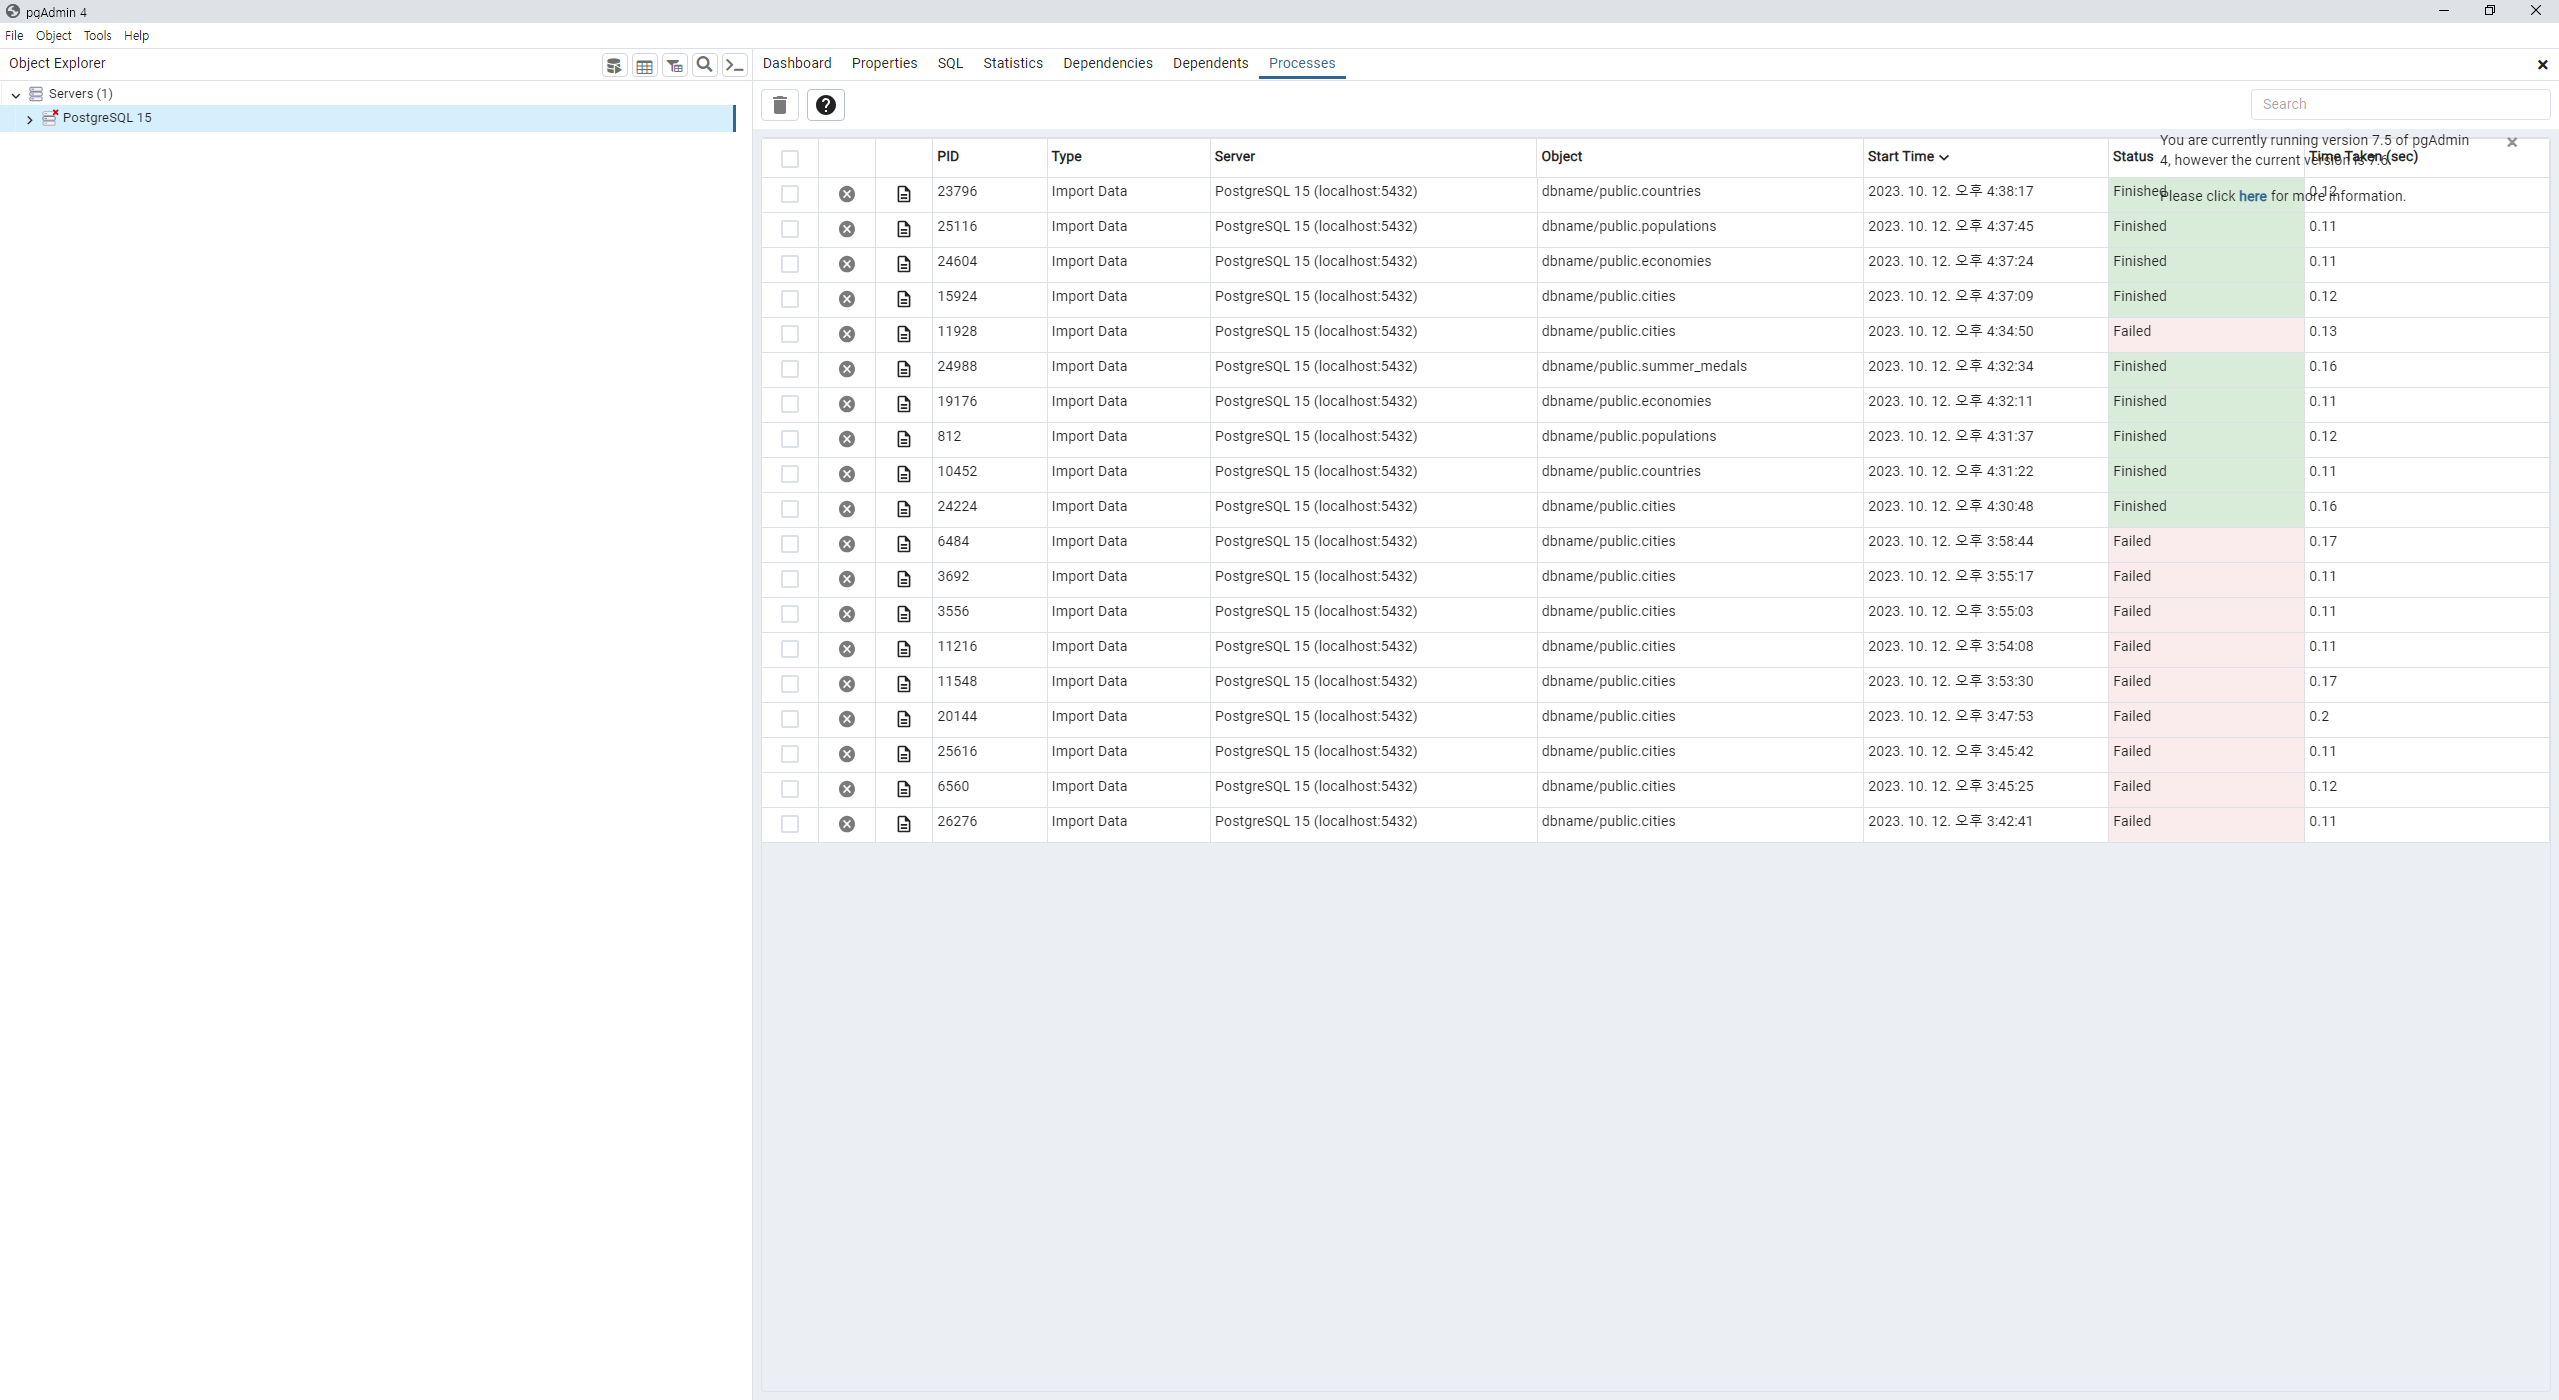 pgAdmin 4
File Object Tools Help
Object Explorer
Dashboard Properties SQL Statistics Dependencies Dependents Processes
Servers (1)
PostgreSQL 15
Search
You are currently running version 7.5 of pgAdmin
4, however the current version is 7.6.
Please click here for more information.
PID Type Server Object Start Time Status Time Taken (sec)
23796 Import Data PostgreSQL 15 (localhost:5432) dbname/public.countries 2023. 10. 12. 오후 4:38:17 Finished 0.12
25116 Import Data PostgreSQL 15 (localhost:5432) dbname/public.populations 2023. 10. 12. 오후 4:37:45 Finished 0.11
24604 Import Data PostgreSQL 15 (localhost:5432) dbname/public.economies 2023. 10. 12. 오후 4:37:24 Finished 0.11
15924 Import Data PostgreSQL 15 (localhost:5432) dbname/public.cities 2023. 10. 12. 오후 4:37:09 Finished 0.12
11928 Import Data PostgreSQL 15 (localhost:5432) dbname/public.cities 2023. 10. 12. 오후 4:34:50 Failed 0.13
24988 Import Data PostgreSQL 15 (localhost:5432) dbname/public.summer_medals 2023. 10. 12. 오후 4:32:34 Finished 0.16
19176 Import Data PostgreSQL 15 (localhost:5432) dbname/public.economies 2023. 10. 12. 오후 4:32:11 Finished 0.11
812 Import Data PostgreSQL 15 (localhost:5432) dbname/public.populations 2023. 10. 12. 오후 4:31:37 Finished 0.12
10452 Import Data PostgreSQL 15 (localhost:5432) dbname/public.countries 2023. 10. 12. 오후 4:31:22 Finished 0.11
24224 Import Data PostgreSQL 15 (localhost:5432) dbname/public.cities 2023. 10. 12. 오후 4:30:48 Finished 0.16
6484 Import Data PostgreSQL 15 (localhost:5432) dbname/public.cities 2023. 10. 12. 오후 3:58:44 Failed 0.17
3692 Import Data PostgreSQL 15 (localhost:5432) dbname/public.cities 2023. 10. 12. 오후 3:55:17 Failed 0.11
3556 Import Data PostgreSQL 15 (localhost:5432) dbname/public.cities 2023. 10. 12. 오후 3:55:03 Failed 0.11
11216 Import Data PostgreSQL 15 (localhost:5432) dbname/public.cities 2023. 10. 12. 오후 3:54:08 Failed 0.11
11548 Import Data PostgreSQL 15 (localhost:5432) dbname/public.cities 2023. 10. 12. 오후 3:53:30 Failed 0.17
20144 Import Data PostgreSQL 15 (localhost:5432) dbname/public.cities 2023. 10. 12. 오후 3:47:53 Failed 0.2
25616 Import Data PostgreSQL 15 (localhost:5432) dbname/public.cities 2023. 10. 12. 오후 3:45:42 Failed 0.11
6560 Import Data PostgreSQL 15 (localhost:5432) dbname/public.cities 2023. 10. 12. 오후 3:45:25 Failed 0.12
26276 Import Data PostgreSQL 15 (localhost:5432) dbname/public.cities 2023. 10. 12. 오후 3:42:41 Failed 0.11